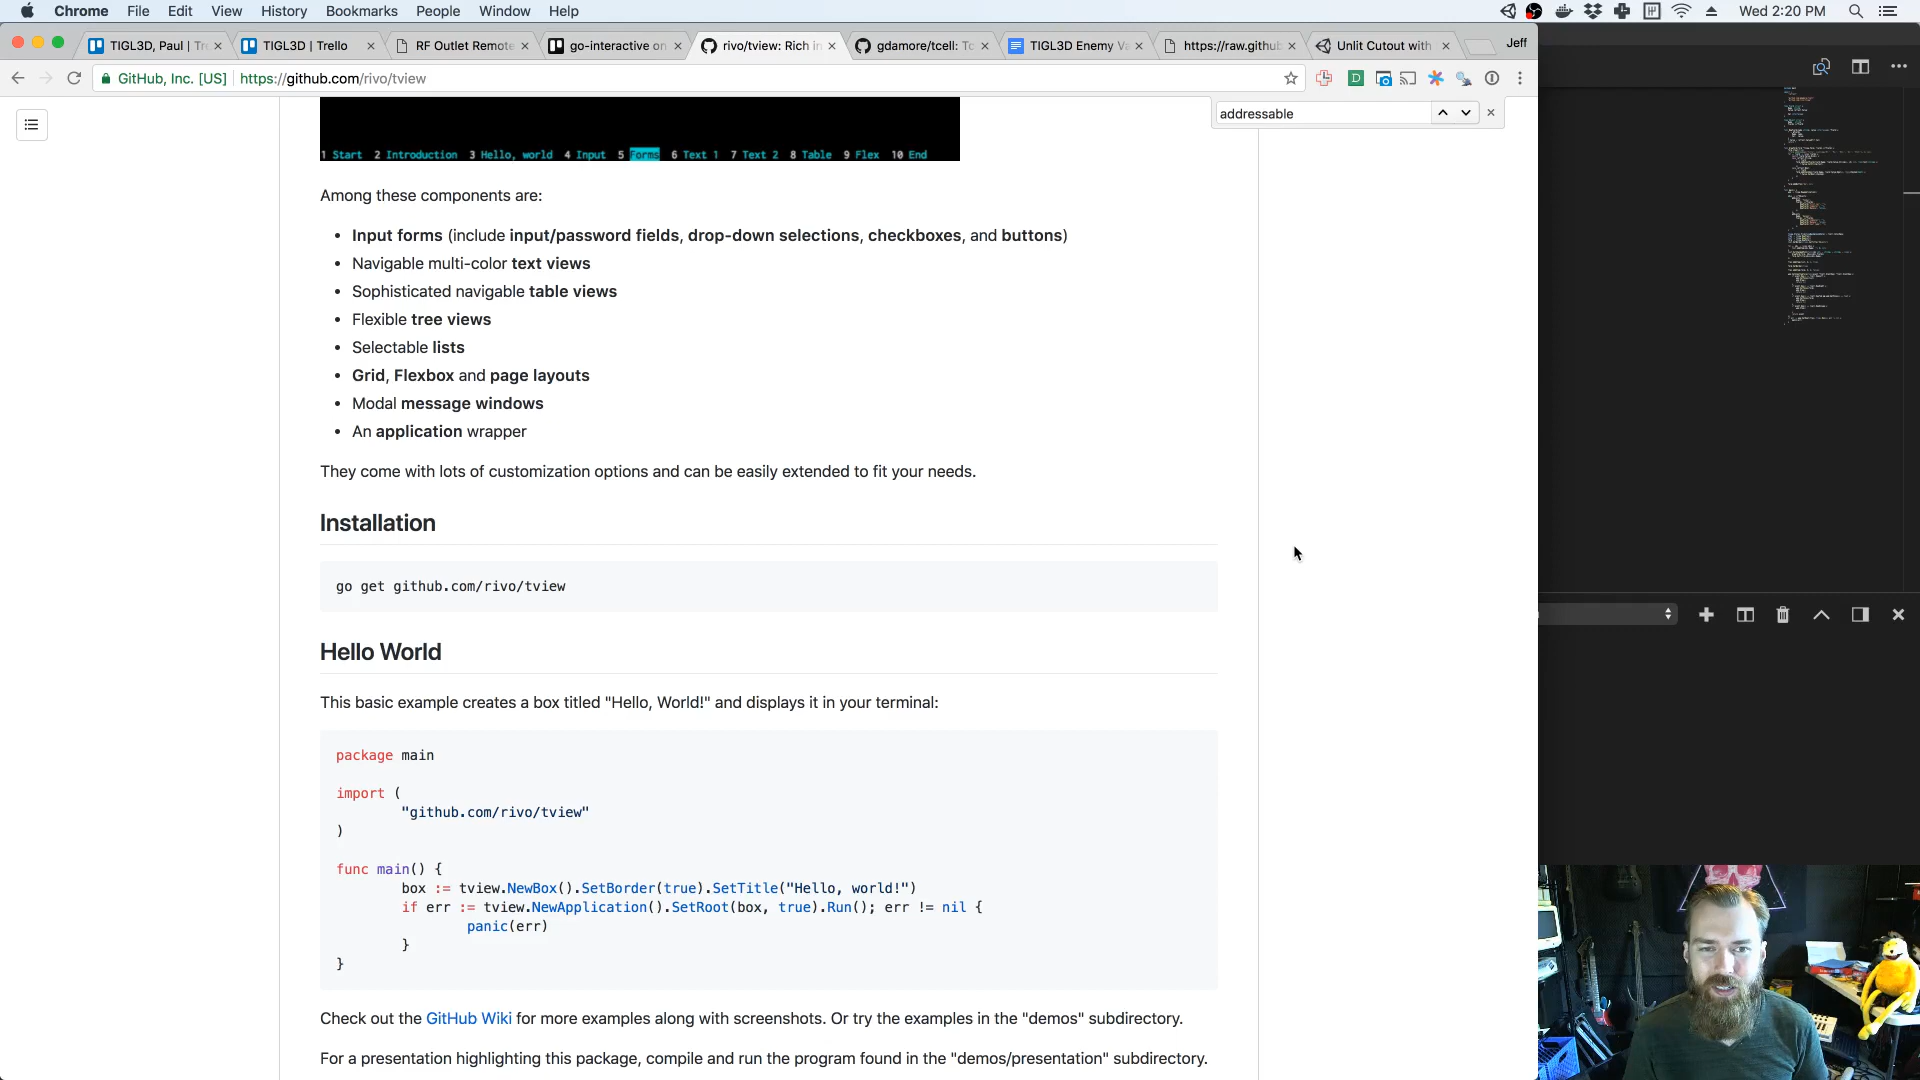 Chrome File Edit View History Bookmarks People Window Help Wed 2:20 PM
TIGL3D, Paul | Tr
TIGL3D | Trello
RF Outlet Remote
go-interactive on
rivo/tview: Rich in
gdamore/tcell: Tc
TIGL3D Enemy Va
https://raw.githu
Unlit Cutout with
Jeff
GitHub, Inc. [US] https://github.com/rivo/tview
addressable
1 Start 2 Introduction 3 Hello, world 4 Input 5 Forms 6 Text 1 7 Text 2 8 Table 9 Flex 10 End
Among these components are:
• Input forms (include input/password fields, drop-down selections, checkboxes, and buttons)
• Navigable multi-color text views
• Sophisticated navigable table views
• Flexible tree views
• Selectable lists
• Grid, Flexbox and page layouts
• Modal message windows
• An application wrapper
They come with lots of customization options and can be easily extended to fit your needs.
Installation
go get github.com/rivo/tview
Hello World
This basic example creates a box titled "Hello, World!" and displays it in your terminal:
package main
import (
"github.com/rivo/tview"
)
func main() {
box := tview.NewBox().SetBorder(true).SetTitle("Hello, world!")
if err := tview.NewApplication().SetRoot(box, true).Run(); err != nil {
panic(err)
}
}
Check out the GitHub Wiki for more examples along with screenshots. Or try the examples in the "demos" subdirectory.
For a presentation highlighting this package, compile and run the program found in the "demos/presentation" subdirectory.